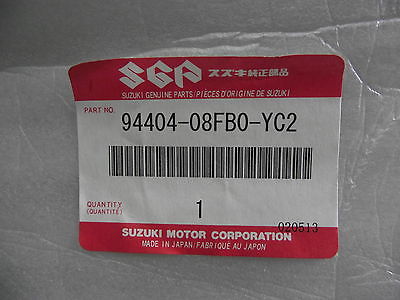 SGP スズキ純正部品
SUZUKI GENUINE PARTS/PIÈCES D'ORIGINE DE SUZUKI
PART NO.
94404-08FB0-YC2
QUANTITY
(QUANTITÉ)
1
020513
SUZUKI MOTOR CORPORATION
MADE IN JAPAN/FABRIQUÉ AU JAPON